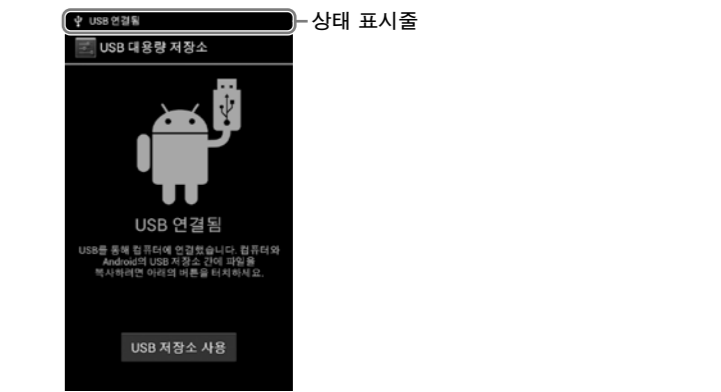 USB 연결됨
상태 표시줄
USB 대용량 저장소
USB 연결됨
USB를 통해 컴퓨터에 연결했습니다. 컴퓨터와
Android의 USB 저장소 간에 파일을
복사하려면 아래의 버튼을 터치하세요.
USB 저장소 사용